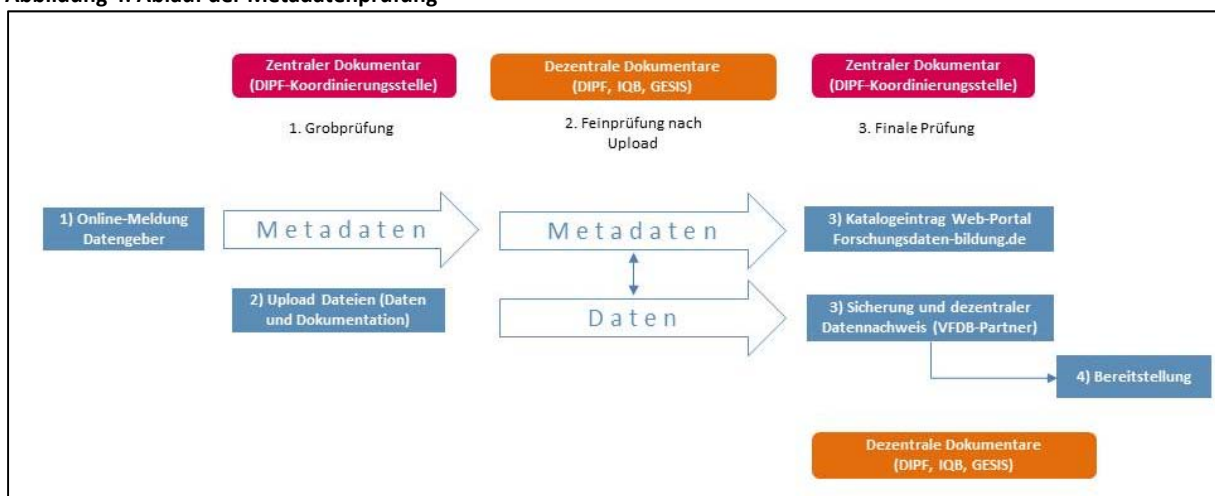 Abbildung 4: Ablauf der Metadatenprüfung
Zentraler Dokumentar
(DIPF-Koordinierungsstelle)
Dezentrale Dokumentare
(DIPF, IQB, GESIS)
Zentraler Dokumentar
(DIPF-Koordinierungsstelle)
1. Grobprüfung
2. Feinprüfung nach
Upload
3. Finale Prüfung
1) Online-Meldung
Datengeber
Metadaten
Metadaten
3) Katalogeintrag Web-Portal
Forschungsdaten-bildung.de
2) Upload Dateien (Daten
und Dokumentation)
Daten
3) Sicherung und dezentraler
Datennachweis (VFDB-Partner)
4) Bereitstellung
Dezentrale Dokumentare
(DIPF, IQB, GESIS)